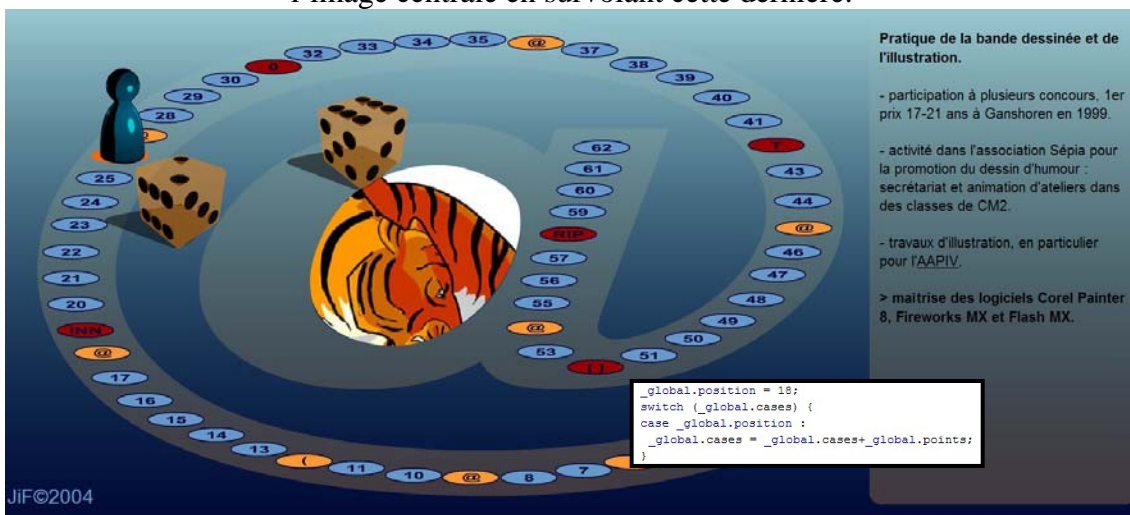 l'image centrale en survolant cette dernière.
Pratique de la bande dessinée et de
l'illustration.
- participation à plusieurs concours, 1er
prix 17-21 ans à Ganshoren en 1999.
- activité dans l'association Sépia pour
la promotion du dessin d'humour :
secrétariat et animation d'ateliers dans
des classes de CM2.
- travaux d'illustration, en particulier
pour l'AAPIV.
> maîtrise des logiciels Corel Painter
8, Fireworks MX et Flash MX.
7
8
@
10
11
(
13
14
15
16
17
@
INN
20
21
22
23
24
25
@
28
29
30
0
32
33
34
35
@
37
38
39
40
41
T
43
44
@
46
47
48
49
50
51
[ ]
53
@
55
56
57
RIP
59
60
61
62
_global.position = 18;
switch (_global.cases) {
case _global.position :
_global.cases = _global.cases+_global.points;
}
JiF©2004